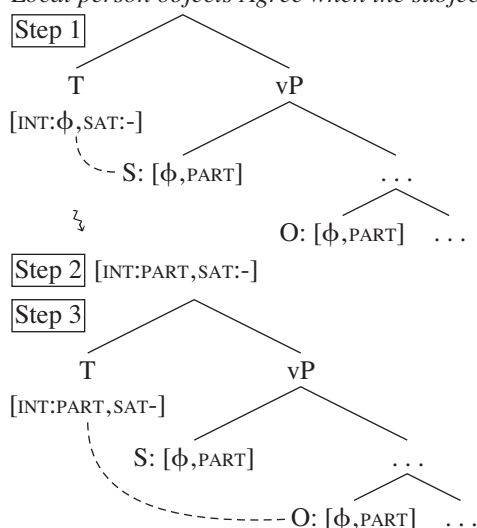 Local person objects Agree when the subjec
Step 1
T vP
[INT:ϕ,SAT:-]
S: [ϕ,PART] . . .
O: [ϕ,PART] . . .
Step 2 [INT:PART,SAT:-]
Step 3
T vP
[INT:PART,SAT-]
S: [ϕ,PART] . . .
O: [ϕ,PART] . . .